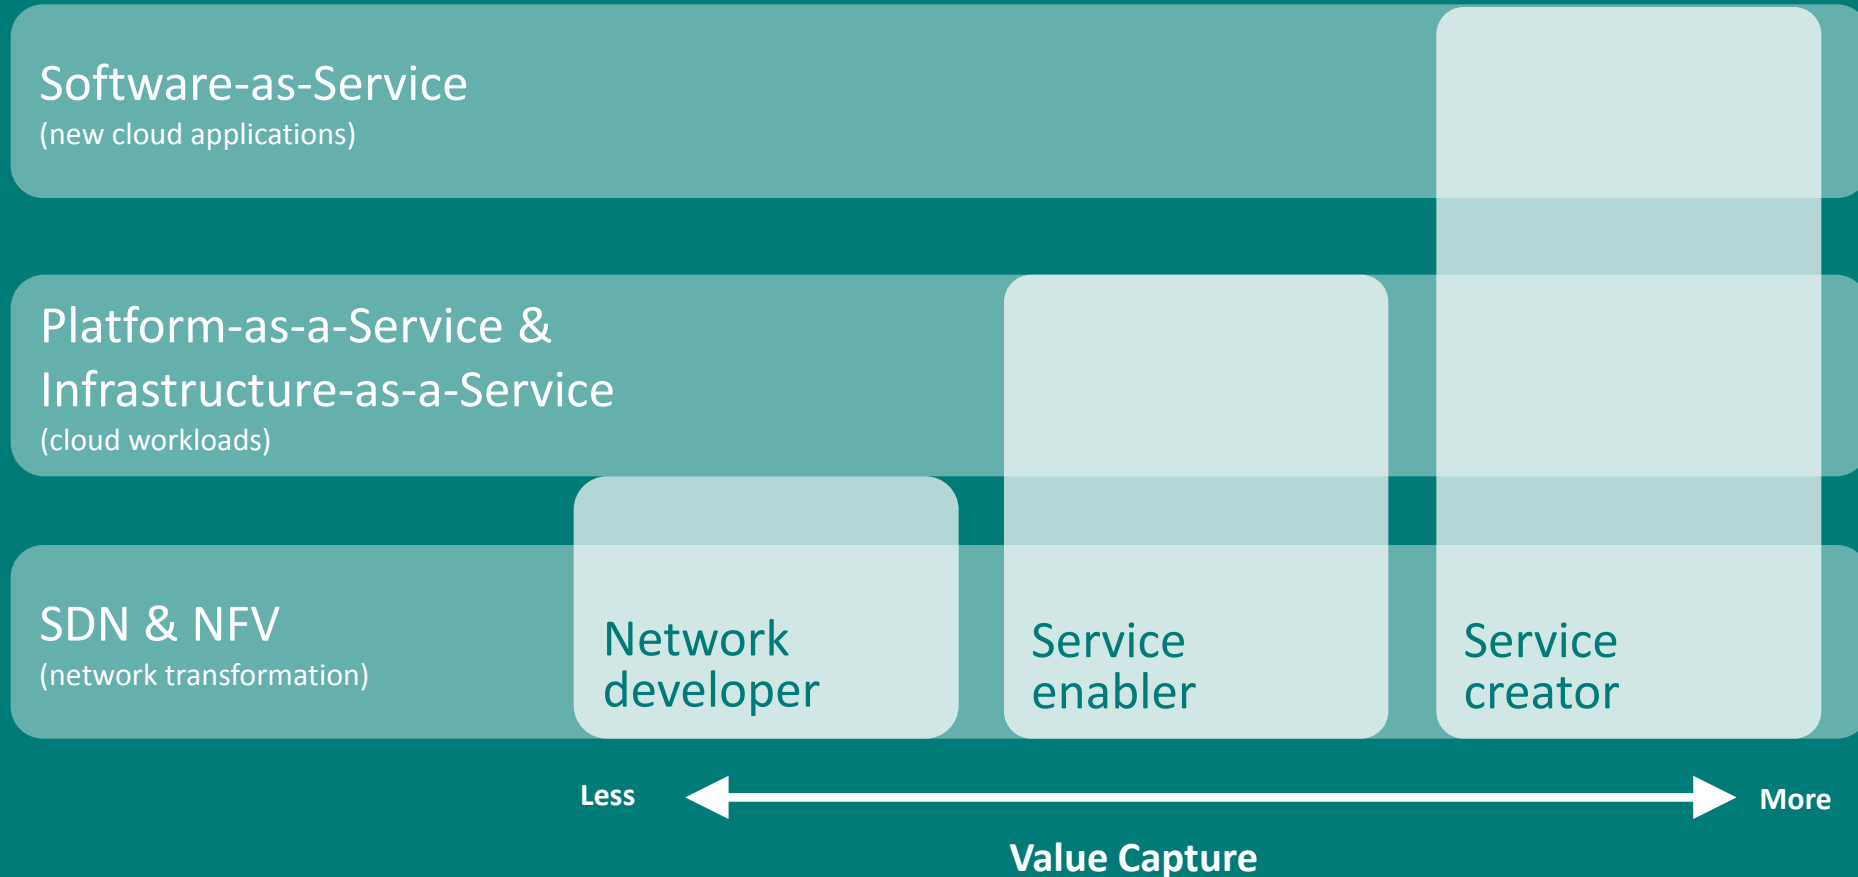 Software-as-Service
(new cloud applications)
Platform-as-a-Service &
Infrastructure-as-a-Service
(cloud workloads)
SDN & NFV
(network transformation)
Network
developer
Service
enabler
Service
creator
Less
More
Value Capture